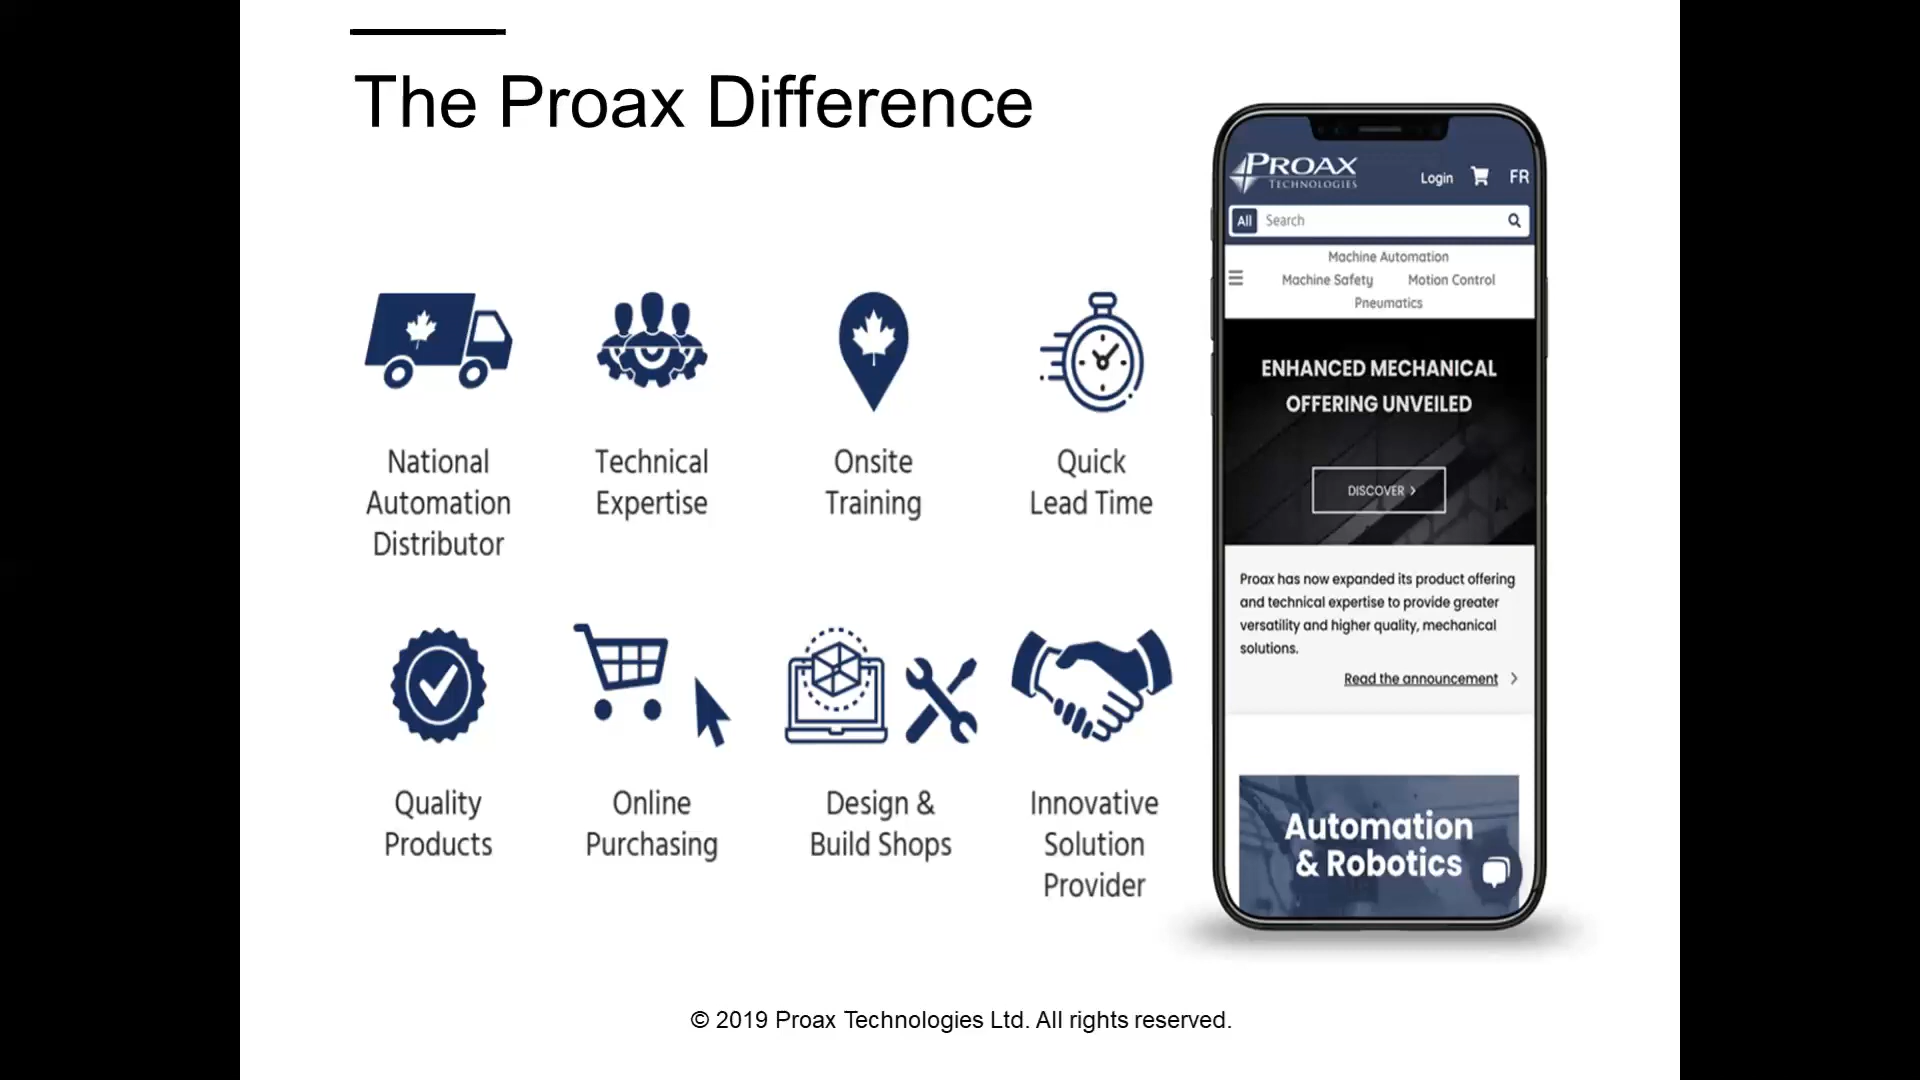 The Proax Difference
National
Automation
Distributor
Technical
Expertise
Onsite
Training
Quick
Lead Time
Quality
Products
Online
Purchasing
Design &
Build Shops
Innovative
Solution
Provider
PROAX
TECHNOLOGIES
Login
FR
All
Search
Machine Automation
Machine Safety Motion Control
Pneumatics
ENHANCED MECHANICAL
OFFERING UNVEILED
DISCOVER >
Proax has now expanded its product offering
and technical expertise to provide greater
versatility and higher quality, mechanical
solutions.
Read the announcement >
Automation
& Robotics
© 2019 Proax Technologies Ltd. All rights reserved.